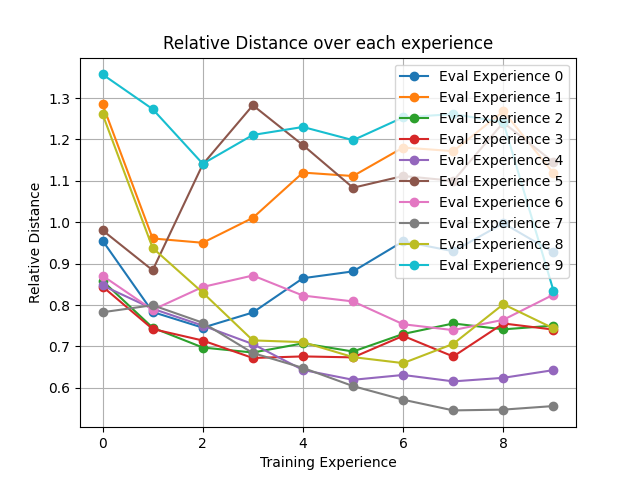 Relative Distance over each experience
Eval Experience 0
Eval Experience 1
Eval Experience 2
Eval Experience 3
Eval Experience 4
Eval Experience 5
Eval Experience 6
Eval Experience 7
Eval Experience 8
Eval Experience 9
1.3
1.2
1.1
1.0
0.9
0.8
0.7
0.6
Relative Distance
0 2 4 6 8
Training Experience